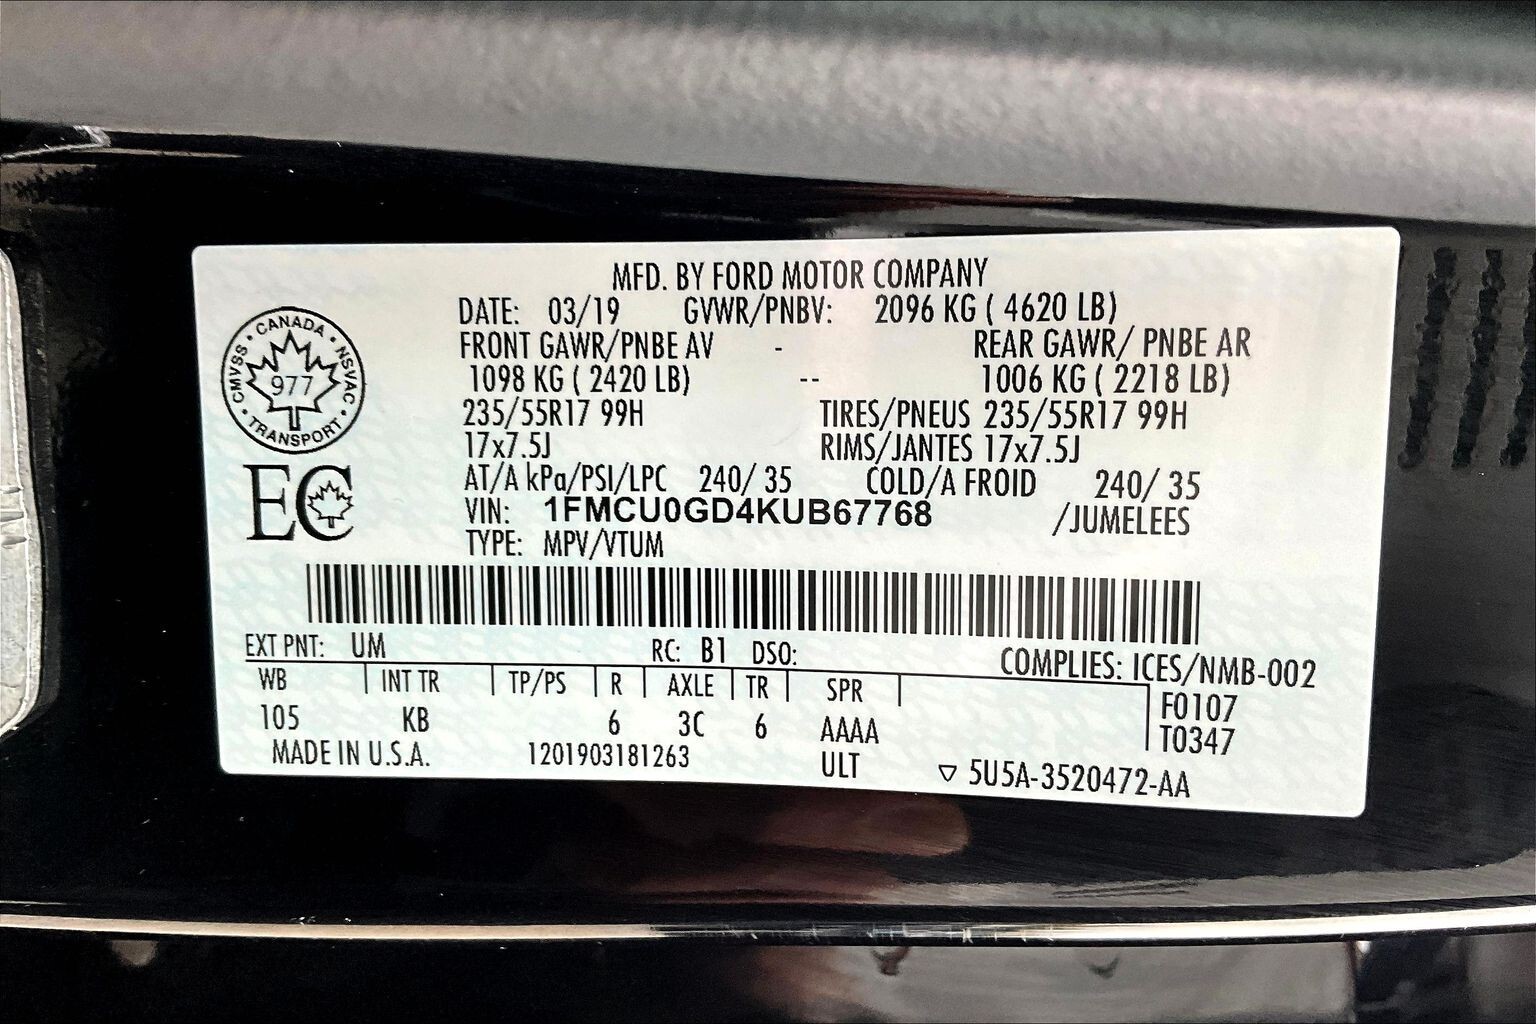 MFD. BY FORD MOTOR COMPANY
DATE: 03/19 GVWR/PNBV: 2096 KG ( 4620 LB)
FRONT GAWR/PNBE AV - REAR GAWR/ PNBE AR
1098 KG ( 2420 LB) -- 1006 KG ( 2218 LB)
235/55R17 99H TIRES/PNEUS 235/55R17 99H
17x7.5J RIMS/JANTES 17x7.5J
AT/A kPa/PSI/LPC 240/ 35 COLD/A FROID 240/ 35
VIN: 1FMCU0GD4KUB67768 /JUMELEES
TYPE: MPV/VTUM
CANADA
CMVSS • NSVAC
977
TRANSPORT
EC
EXT PNT: UM RC: B1 DSO: COMPLIES: ICES/NMB-002
WB INT TR TP/PS R AXLE TR SPR F0107
105 KB 6 3C 6 AAAA T0347
MADE IN U.S.A. 1201903181263 ULT ▽ 5U5A-3520472-AA